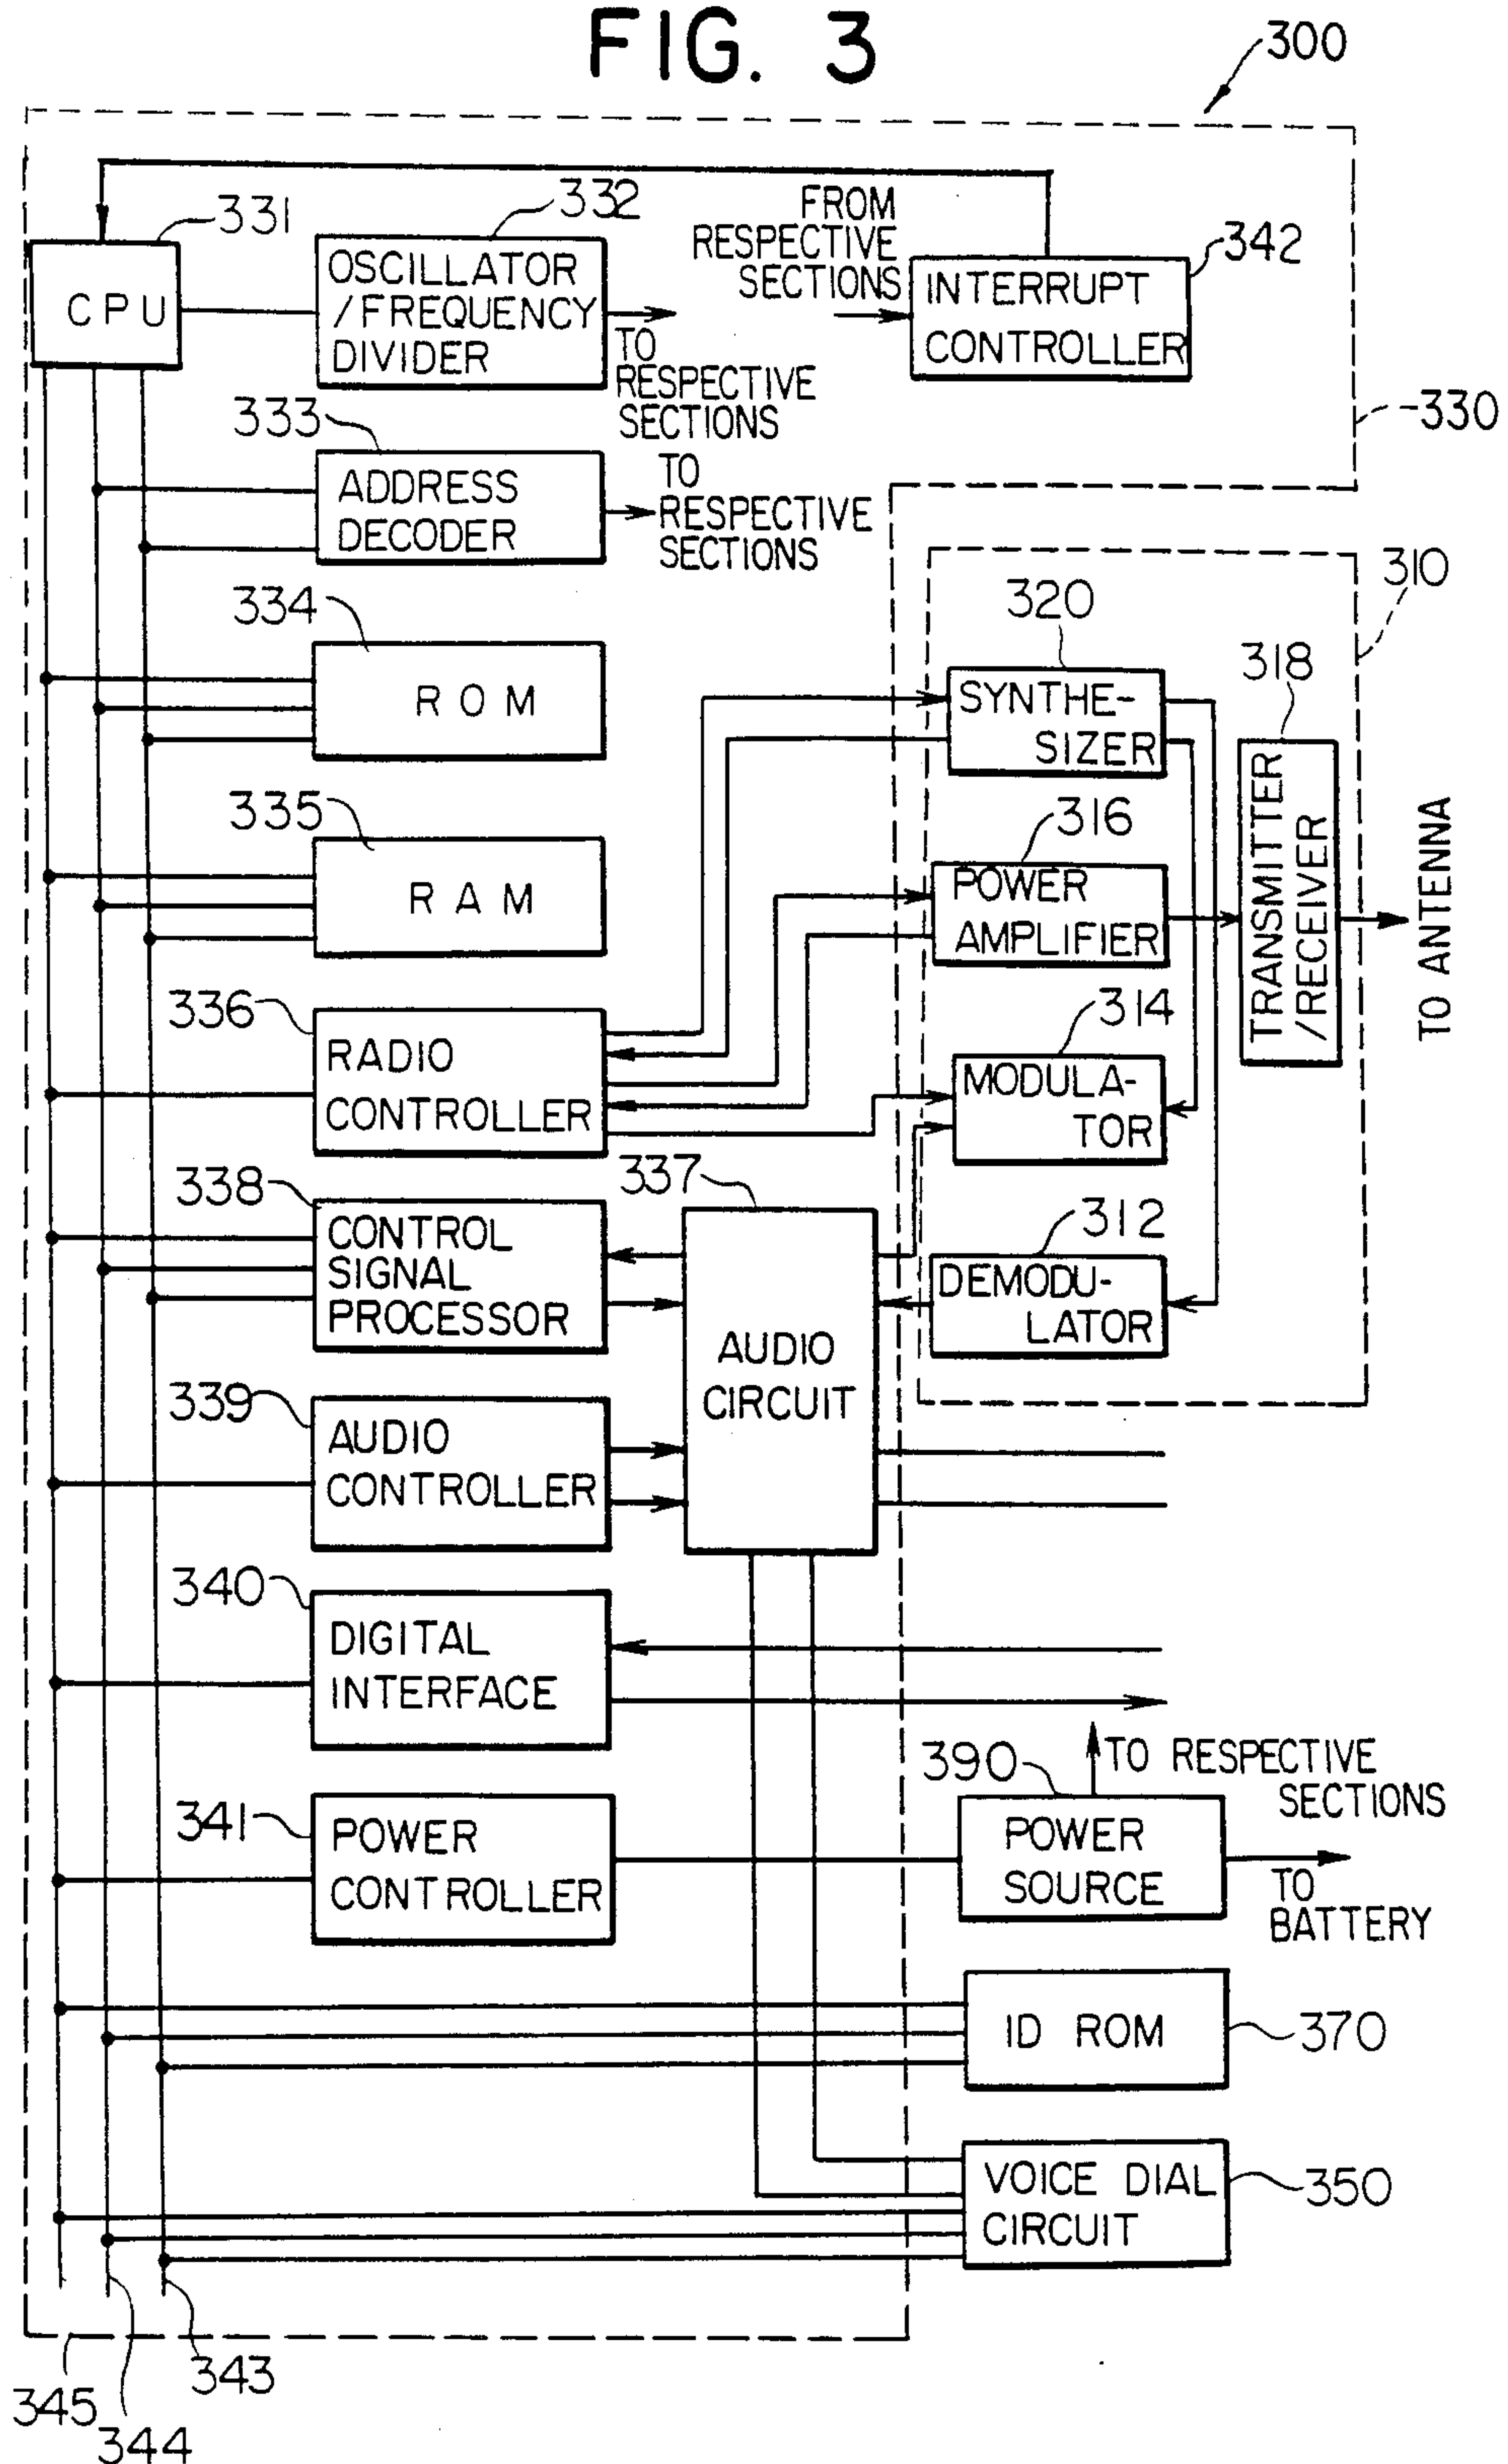 FIG. 3
300
331
CPU
332
OSCILLATOR
/FREQUENCY
DIVIDER
TO
RESPECTIVE
SECTIONS
FROM
RESPECTIVE
SECTIONS
342
INTERRUPT
CONTROLLER
330
333
ADDRESS
DECODER
TO
RESPECTIVE
SECTIONS
310
334
ROM
320
SYNTHE-
SIZER
318
TRANSMITTER
/RECEIVER
TO ANTENNA
335
RAM
316
POWER
AMPLIFIER
336
RADIO
CONTROLLER
314
MODULA-
TOR
338
CONTROL
SIGNAL
PROCESSOR
337
AUDIO
CIRCUIT
312
DEMODU-
LATOR
339
AUDIO
CONTROLLER
340
DIGITAL
INTERFACE
341
POWER
CONTROLLER
390
POWER
SOURCE
TO RESPECTIVE
SECTIONS
TO
BATTERY
ID ROM
370
VOICE DIAL
CIRCUIT
350
343
345
344